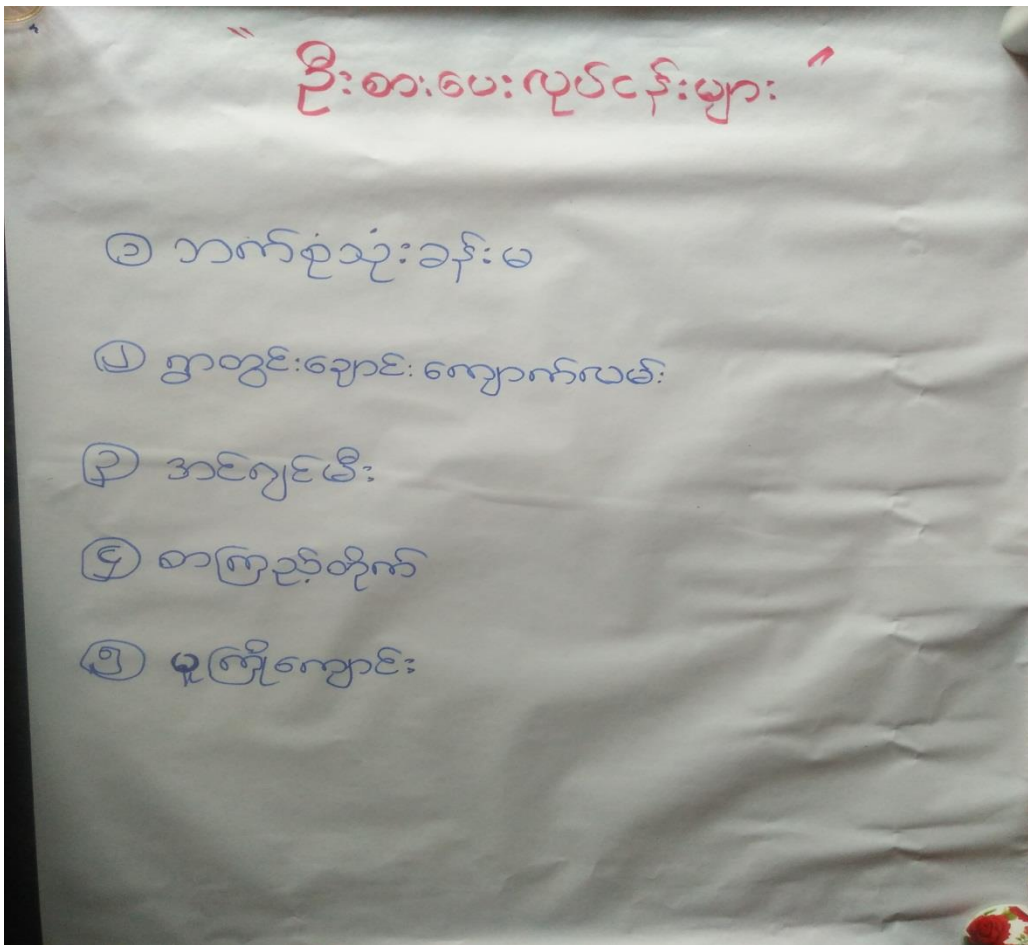 " ဦးစားပေးလုပ်ငန်းများ "
၁ ဘက်စုံသုံးခန်းမ
၂ ရွာတွင်းချောင်းကျောက်လမ်း
၃ အင်ဂျင်မီး
၄ စာကြည့်တိုက်
၅ မူကြိုကျောင်း